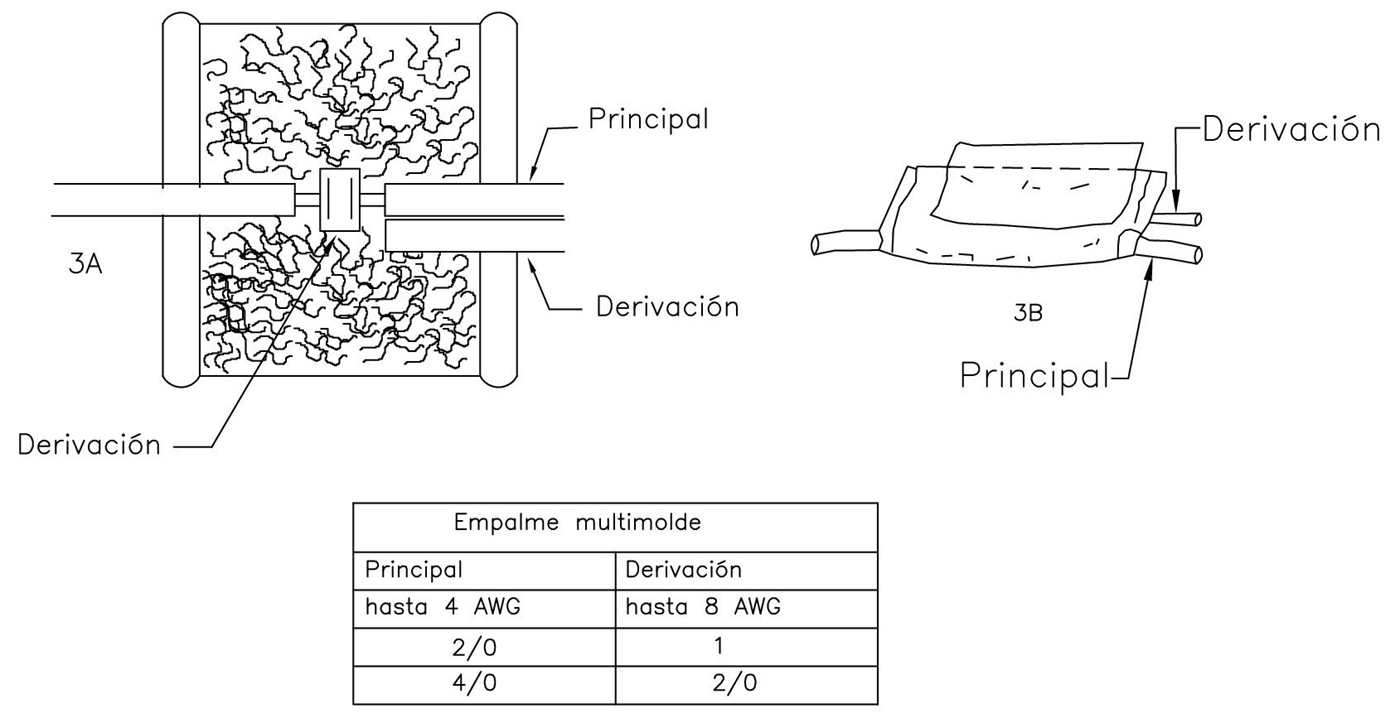 Principal
3A
Derivación
Derivación
Derivación
3B
Principal
Empalme multimolde
Principal Derivación
hasta 4 AWG hasta 8 AWG
2/0 1
4/0 2/0